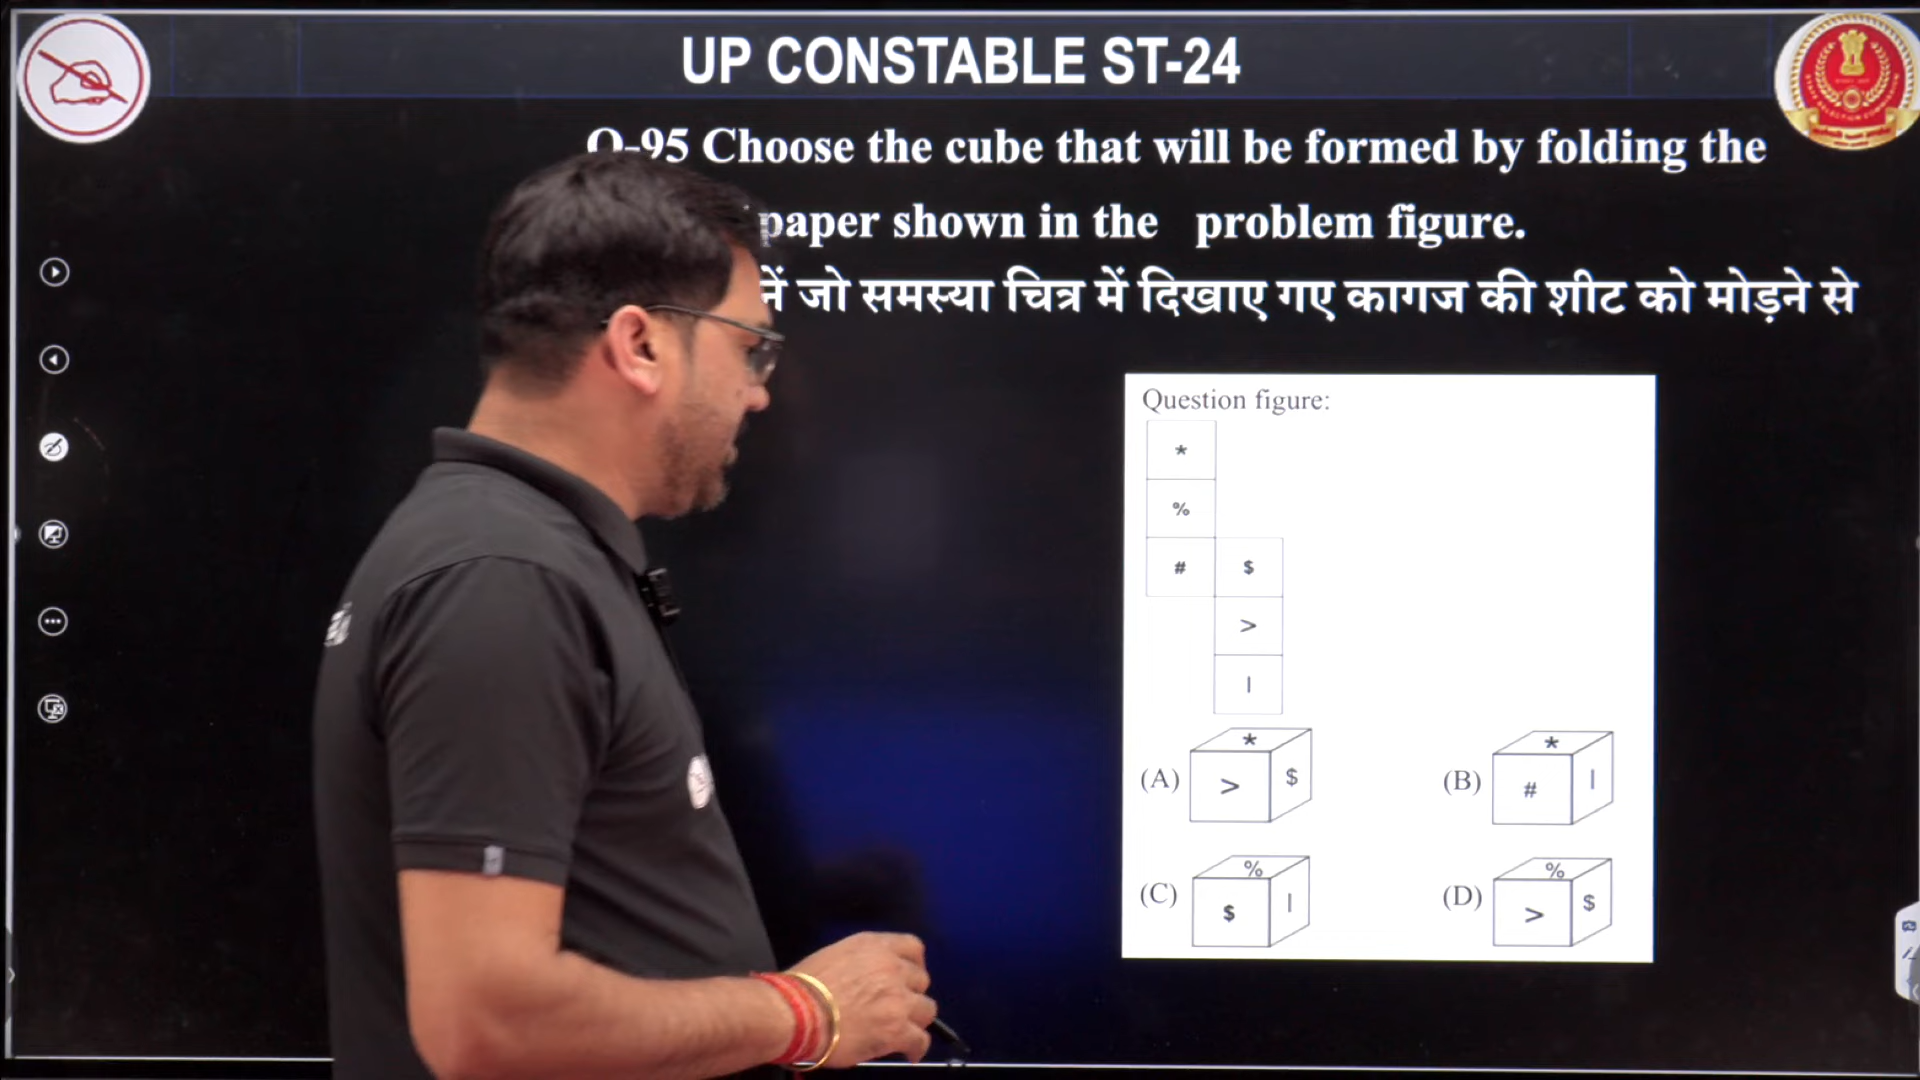 UP CONSTABLE ST-24
Q-95 Choose the cube that will be formed by folding the
paper shown in the problem figure.
जो समस्या चित्र में दिखाए गए कागज की शीट को मोड़ने से
Question figure:
*
%
# $
>
|
(A) * > $
(B) * # |
(C) % $ |
(D) % > $